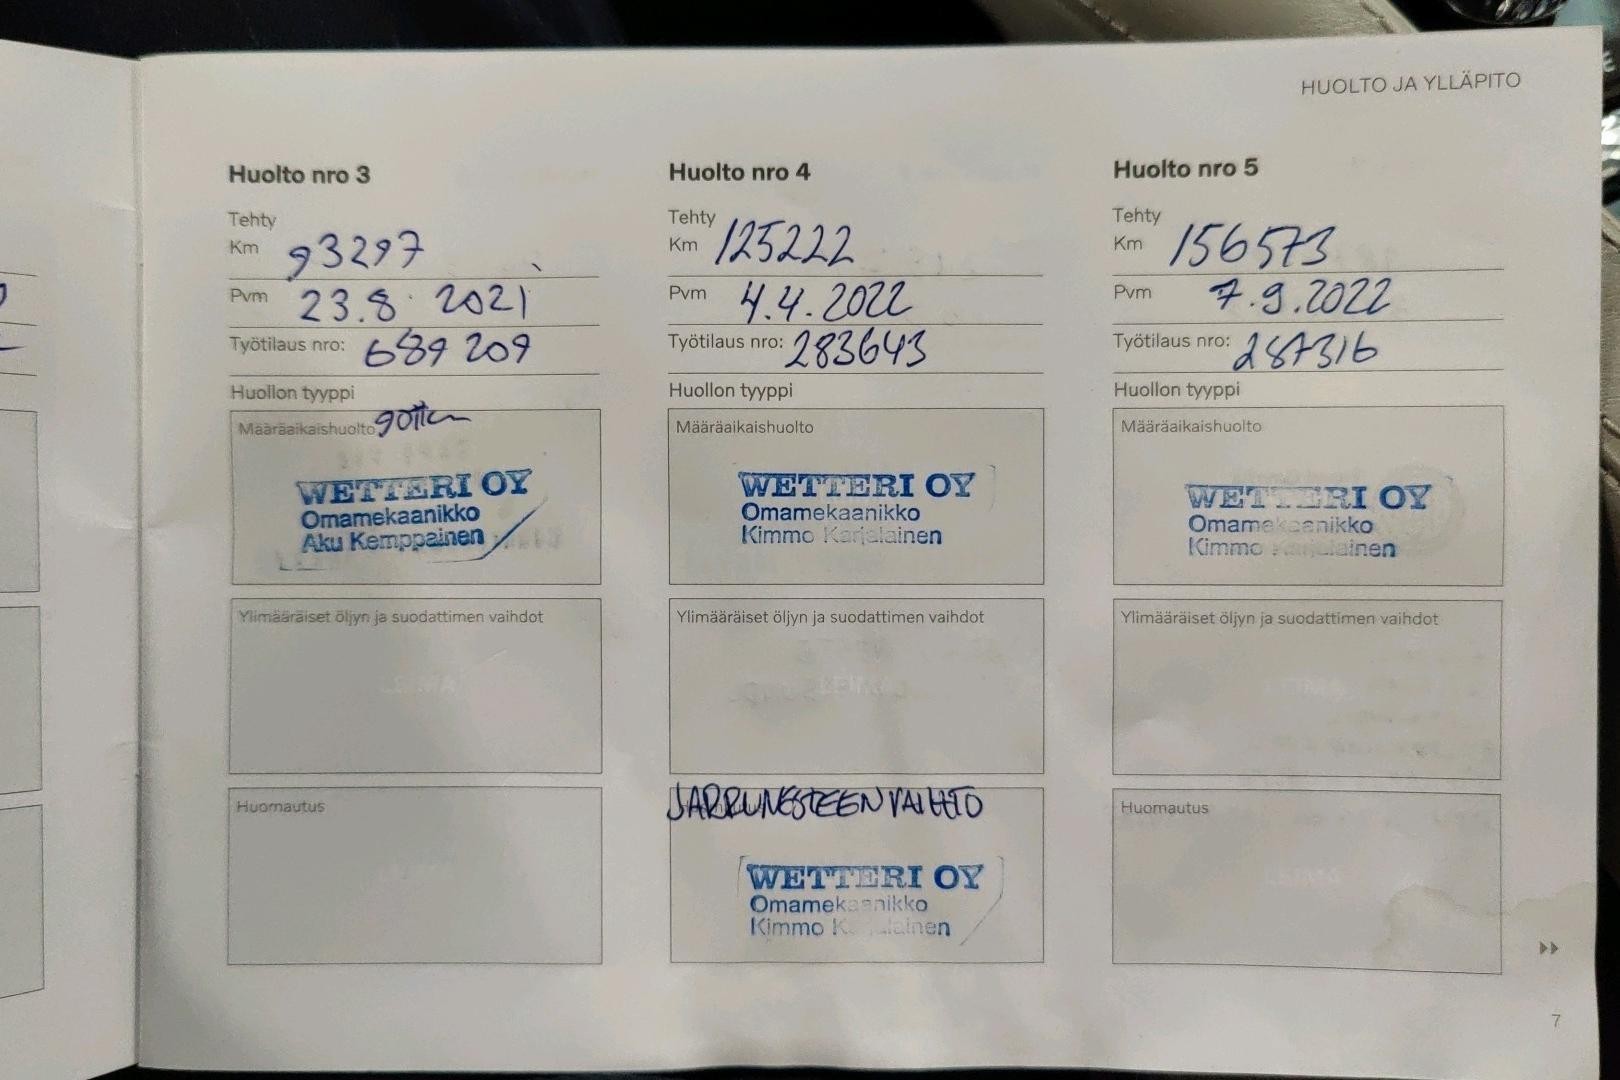 HUOLTO JA YLLÄPITO
Huolto nro 3
Tehty
Km 93297
Pvm 23.8 2021
Työtilaus nro: 689 209
Huollon tyyppi
Määräaikaishuolto
WETTERI OY
Omamekaanikko
Aku Kemppainen
Ylimääräiset öljyn ja suodattimen vaihdot
Huomautus
Huolto nro 4
Tehty
Km 125222
Pvm 4.4.2022
Työtilaus nro: 283643
Huollon tyyppi
Määräaikaishuolto
WETTERI OY
Omamekaanikko
Kimmo Karjalainen
Ylimääräiset öljyn ja suodattimen vaihdot
JARRUNESTEEN VAIHTO
WETTERI OY
Omamekaanikko
Kimmo Karjalainen
Huolto nro 5
Tehty
Km 156573
Pvm 7.9.2022
Työtilaus nro: 287316
Huollon tyyppi
Määräaikaishuolto
WETTERI OY
Omamekaanikko
Kimmo Karjalainen
Ylimääräiset öljyn ja suodattimen vaihdot
Huomautus
7